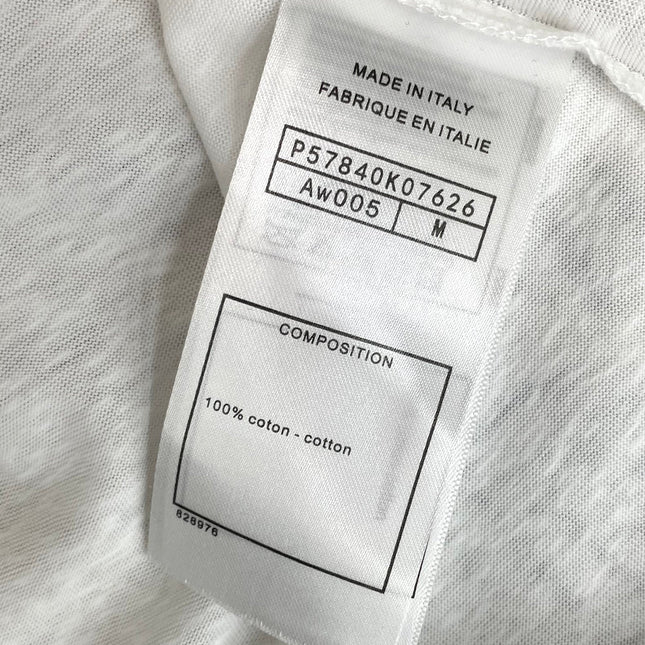 MADE IN ITALY
FABRIQUE EN ITALIE
P57840K07626
AW005 M
COMPOSITION
100% coton - cotton
828976